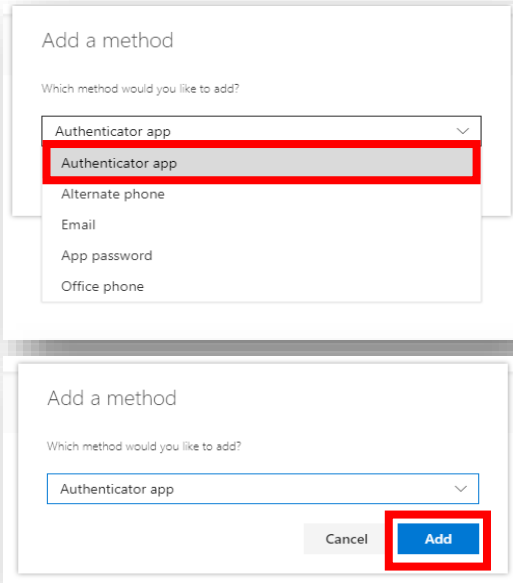 Add a method
Which method would you like to add?
Authenticator app
Authenticator app
Alternate phone
Email
App password
Office phone
Add a method
Which method would you like to add?
Authenticator app
Cancel Add